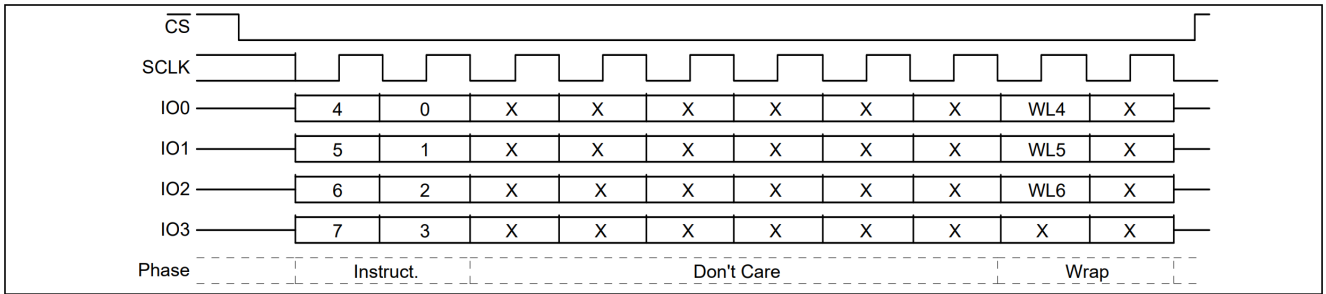 CS
SCLK
IO0 4 0 X X X X X X WL4 X
IO1 5 1 X X X X X X WL5 X
IO2 6 2 X X X X X X WL6 X
IO3 7 3 X X X X X X X X
Phase Instruct. Don't Care Wrap